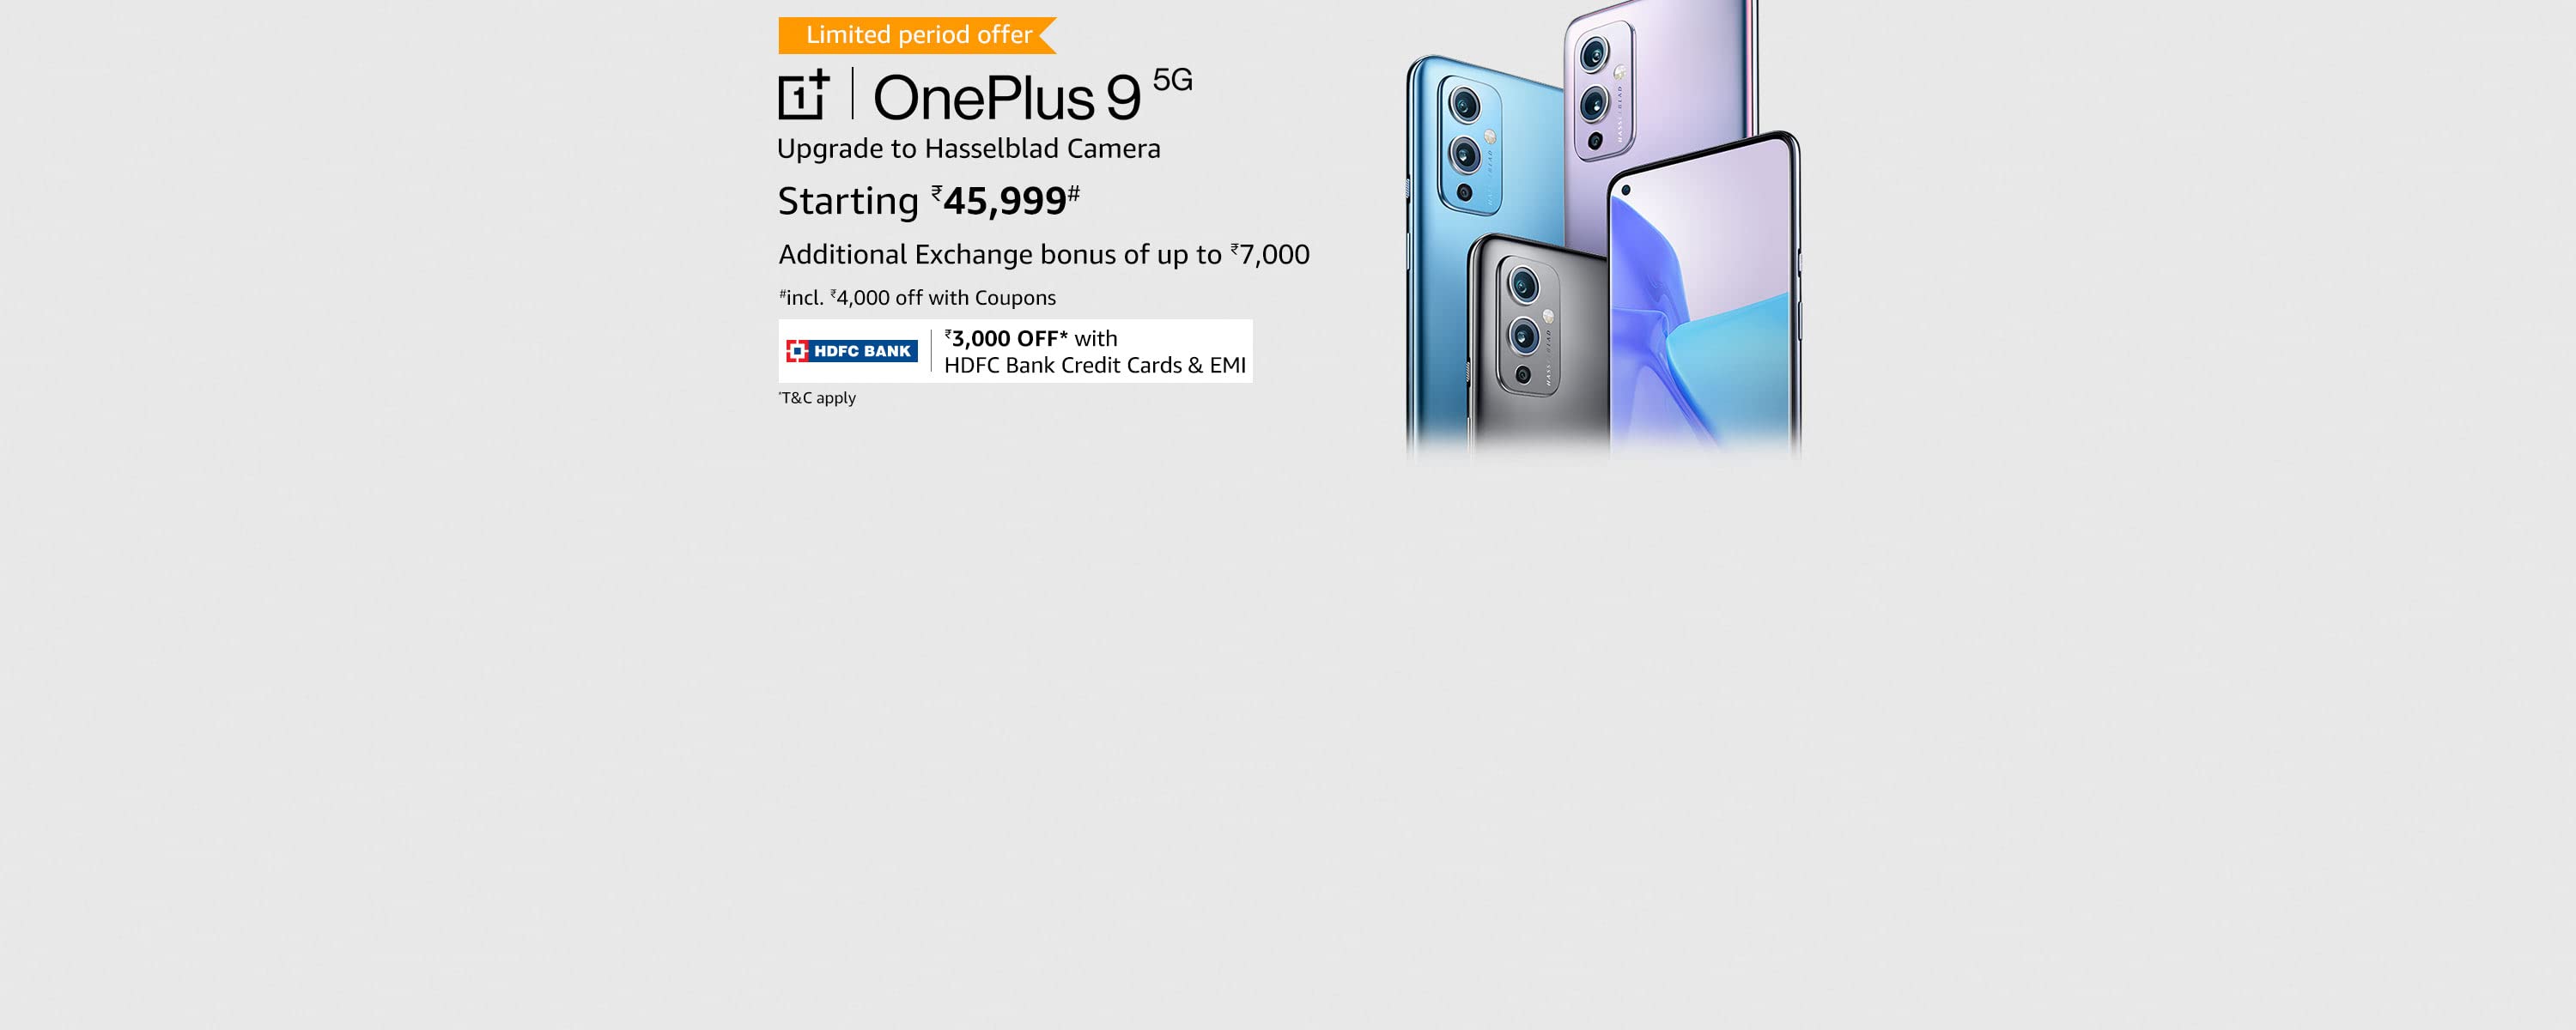 Limited period offer
1+ | OnePlus 9 5G
Upgrade to Hasselblad Camera
Starting ₹45,999#
Additional Exchange bonus of up to ₹7,000
#incl. ₹4,000 off with Coupons
HDFC BANK
₹3,000 OFF* with
HDFC Bank Credit Cards & EMI
*T&C apply
HASSELBLAD
HASSELBLAD
HASSELBLAD